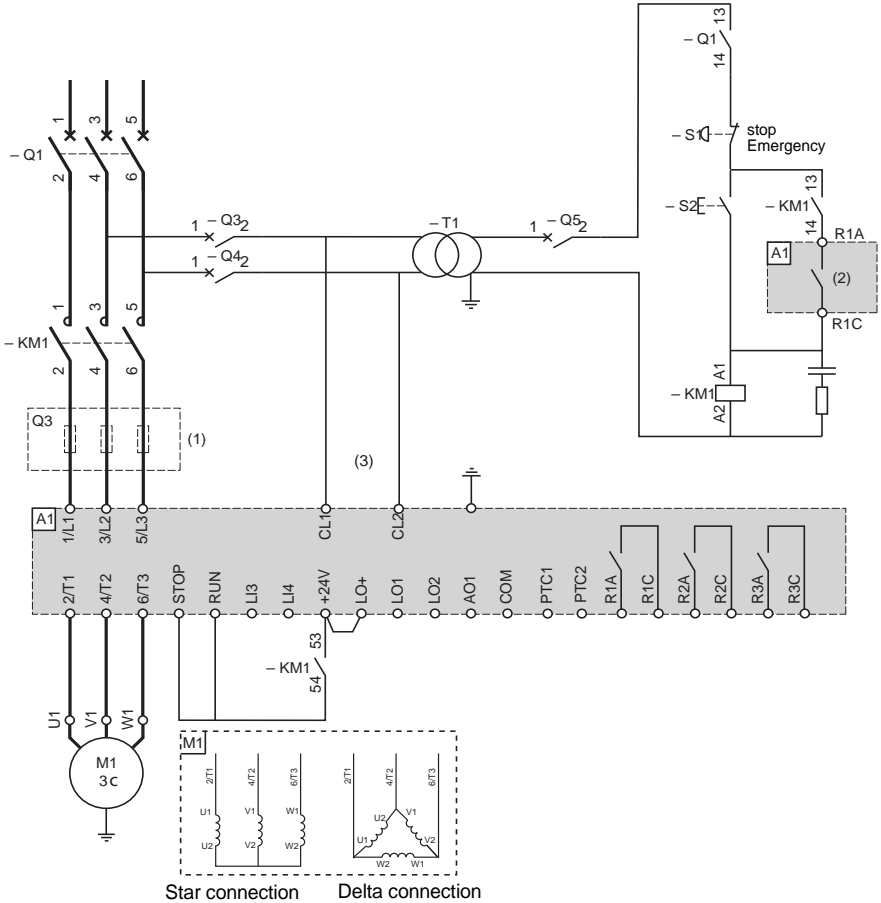 13
– Q1
14
1
3
5
– Q1
2
4
6
– S1
stop
Emergency
– S2
13
– KM1
14
R1A
A1
(2)
R1C
1
– Q3
2
1
– Q4
2
– T1
1
– Q5
2
1
3
5
– KM1
2
4
6
A1
– KM1
A2
Q3
(1)
(3)
A1
1/L1
3/L2
5/L3
CL1
CL2
2/T1
4/T2
6/T3
STOP
RUN
LI3
LI4
+24V
LO+
LO1
LO2
AO1
COM
PTC1
PTC2
R1A
R1C
R2A
R2C
R3A
R3C
53
– KM1
54
U1
V1
W1
M1
3c
M1
2/T1
4/T2
6/T3
2/T1
4/T2
6/T3
U1
V1
W1
U2
V2
W2
U2
V1
U1
V2
W2
W1
Star connection
Delta connection